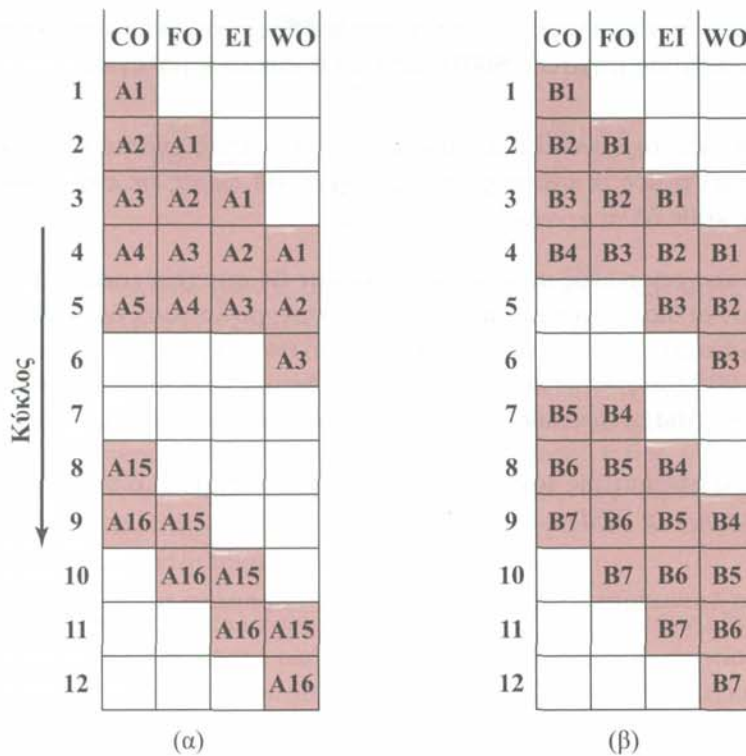 CO FO EI WO
1 A1
2 A2 A1
3 A3 A2 A1
4 A4 A3 A2 A1
5 A5 A4 A3 A2
6 A3
7
8 A15
9 A16 A15
10 A16 A15
11 A16 A15
12 A16
Κύκλος
(α)
CO FO EI WO
1 B1
2 B2 B1
3 B3 B2 B1
4 B4 B3 B2 B1
5 B3 B2
6 B3
7 B5 B4
8 B6 B5 B4
9 B7 B6 B5 B4
10 B7 B6 B5
11 B7 B6
12 B7
(β)